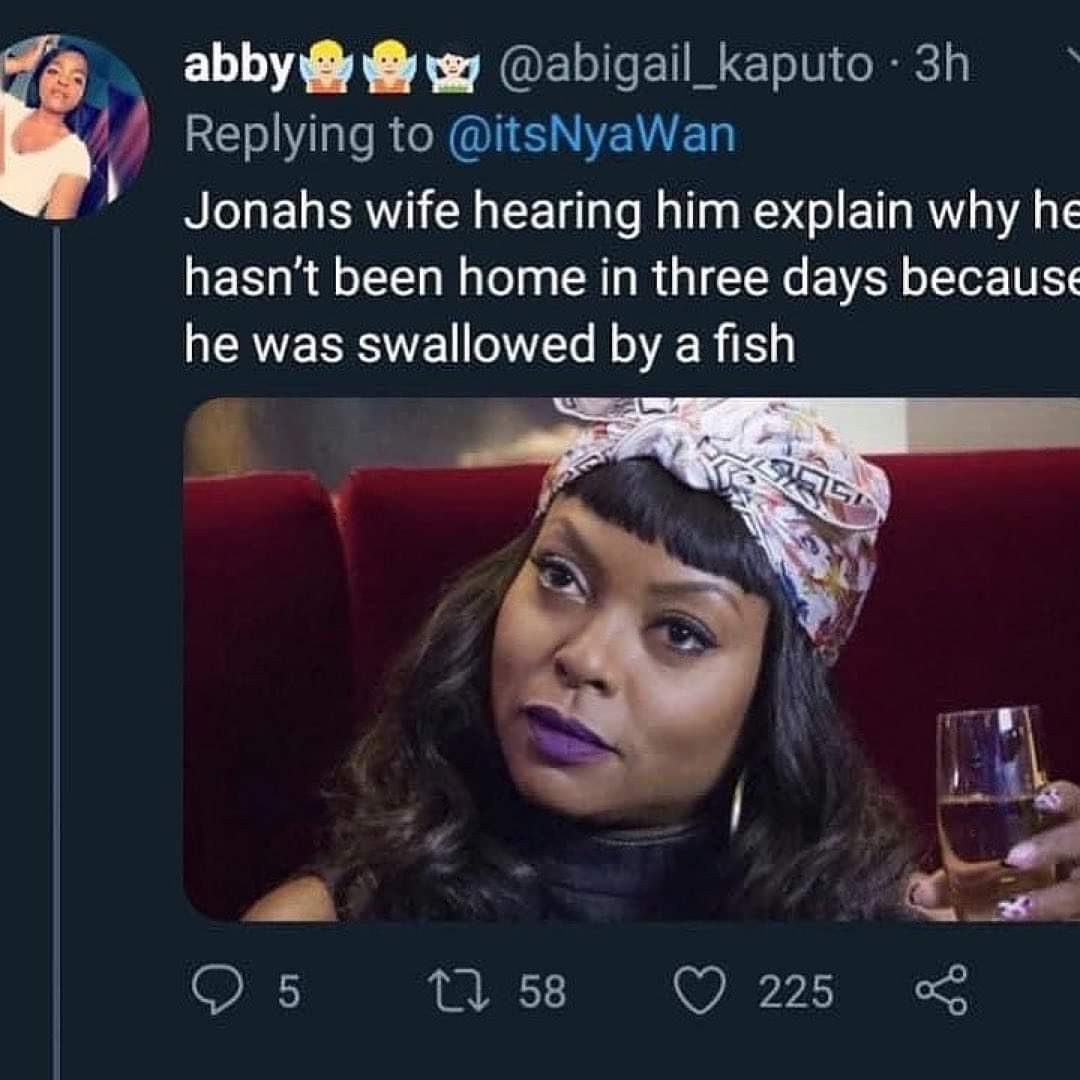 abby @abigail_kaputo · 3h
Replying to @itsNyaWan
Jonahs wife hearing him explain why he
hasn't been home in three days because
he was swallowed by a fish
5 58 225